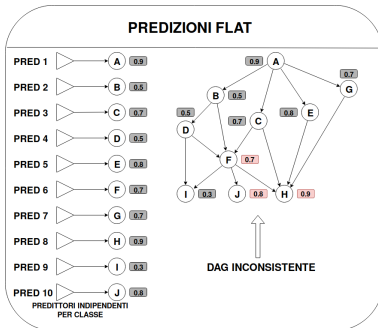 PREDIZIONI FLAT
PRED 1 A 0.9
PRED 2 B 0.5
PRED 3 C 0.7
PRED 4 D 0.5
PRED 5 E 0.8
PRED 6 F 0.7
PRED 7 G 0.7
PRED 8 H 0.9
PRED 9 I 0.3
PRED 10 J 0.8
PREDITTORI INDIPENDENTI
PER CLASSE
0.9 A
0.7
G
B 0.5
0.5
D
0.7 C
0.8 E
F 0.7
I 0.3
J 0.8
H 0.9
DAG INCONSISTENTE